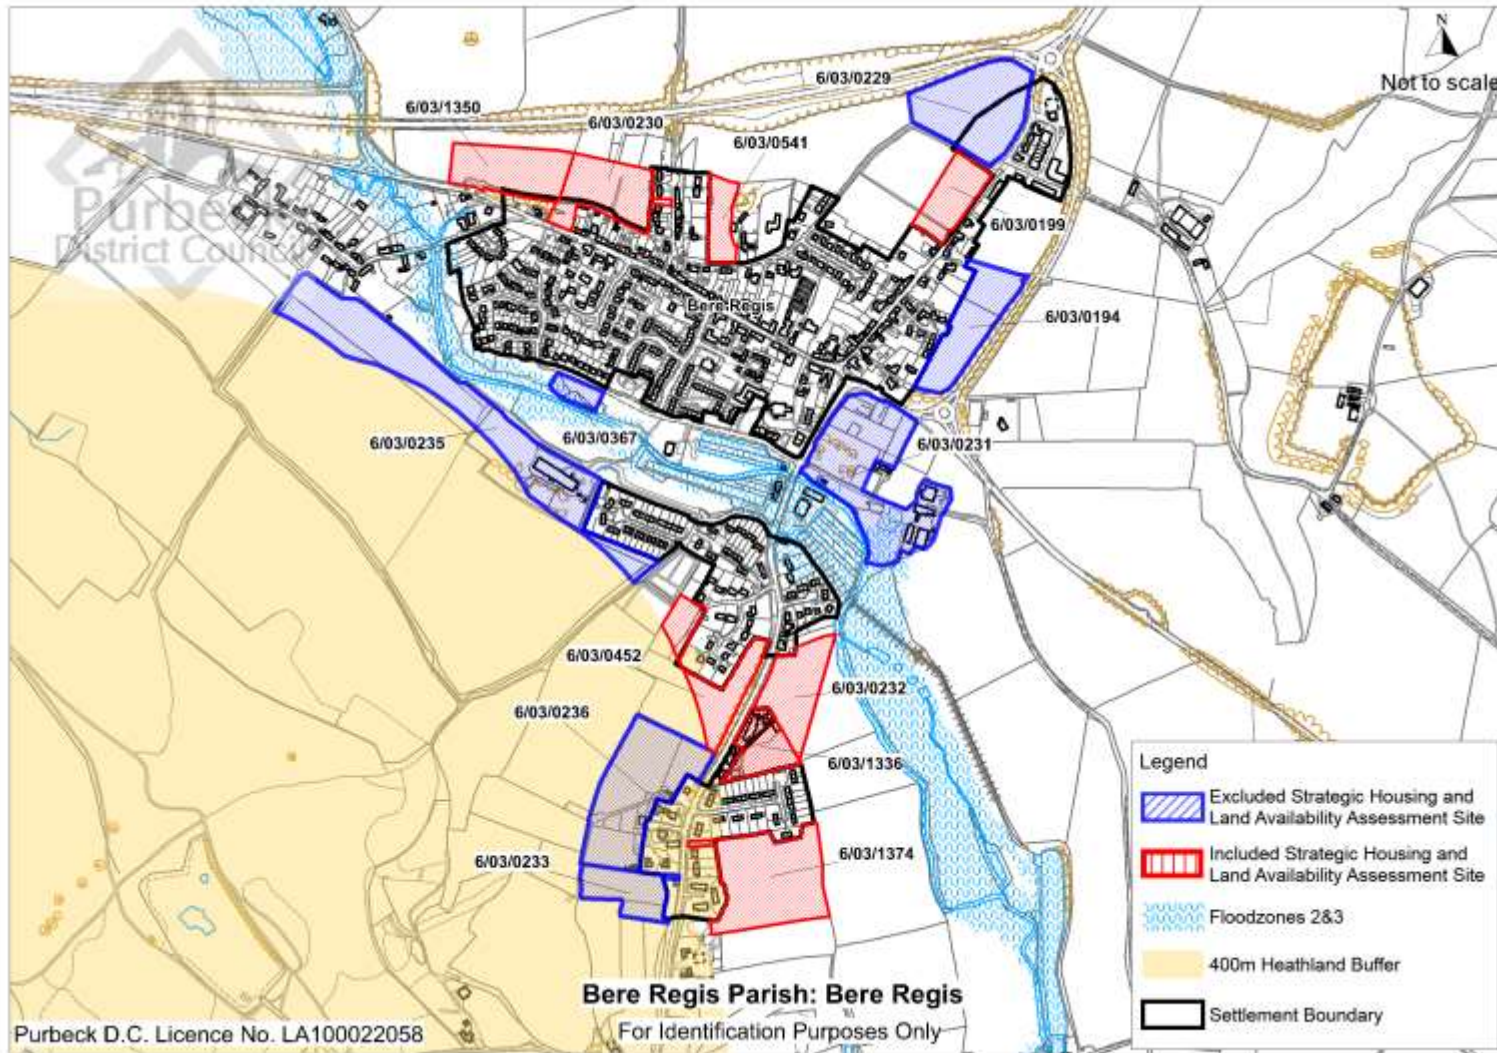 N
Not to scale
6/03/0229
6/03/1350
6/03/0230
6/03/0541
Purbeck
District Council
6/03/0199
Bere Regis
6/03/0194
6/03/0235
6/03/0367
6/03/0231
6/03/0452
6/03/0232
6/03/0236
6/03/1336
6/03/0233
6/03/1374
Legend
Excluded Strategic Housing and
Land Availability Assessment Site
Included Strategic Housing and
Land Availability Assessment Site
Floodzones 2&3
400m Heathland Buffer
Settlement Boundary
Bere Regis Parish: Bere Regis
For Identification Purposes Only
Purbeck D.C. Licence No. LA100022058